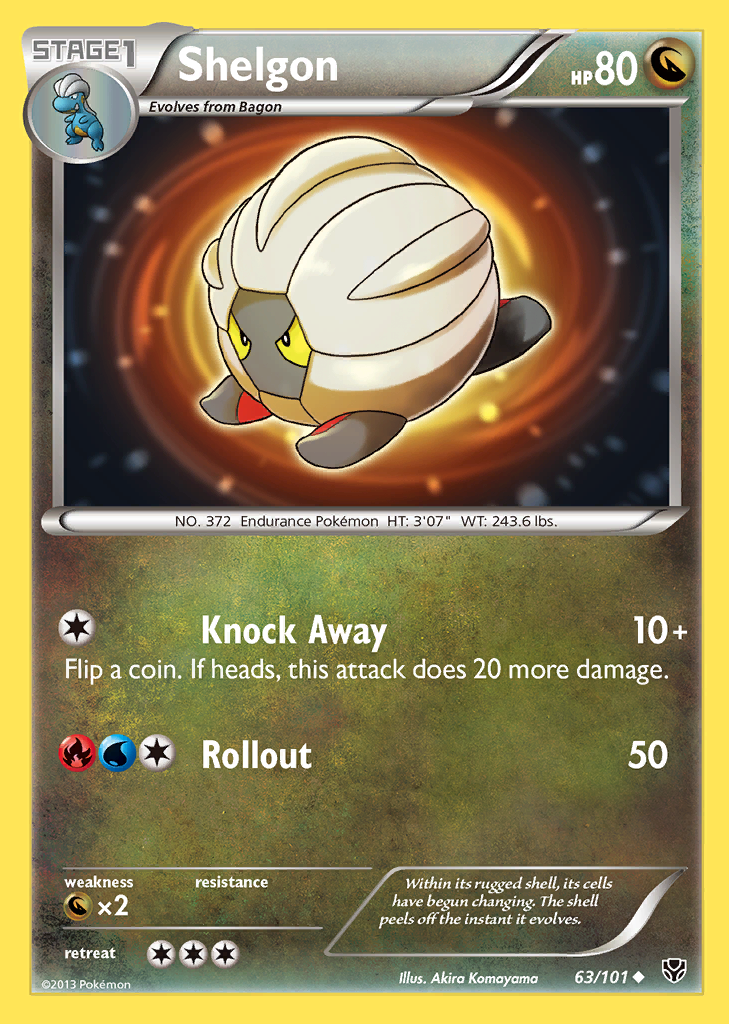 STAGE1
Shelgon
HP80
Evolves from Bagon
NO. 372 Endurance Pokémon HT: 3'07" WT: 243.6 lbs.
Knock Away 10+
Flip a coin. If heads, this attack does 20 more damage.
Rollout 50
weakness resistance
×2
retreat
Within its rugged shell, its cells
have begun changing. The shell
peels off the instant it evolves.
Illus. Akira Komayama 63/101
©2013 Pokémon